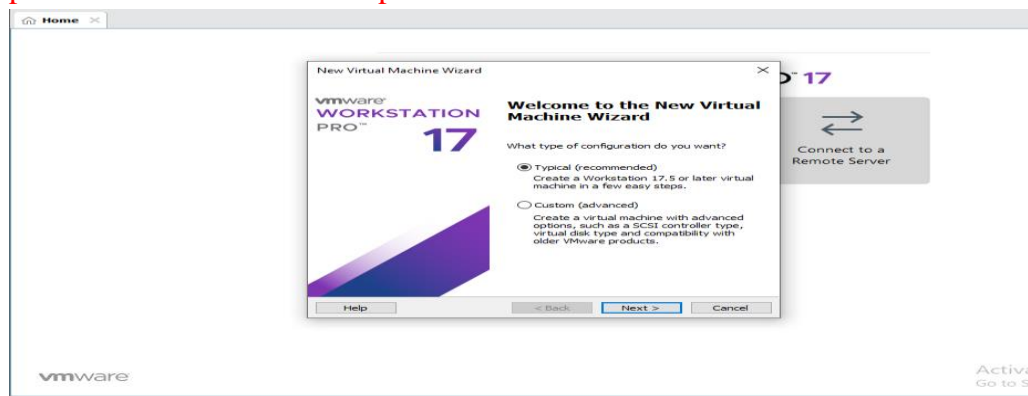 Home
New Virtual Machine Wizard
17
vmware
WORKSTATION
PRO™
17
Welcome to the New Virtual
Machine Wizard
What type of configuration do you want?
Typical (recommended)
Create a Workstation 17.5 or later virtual
machine in a few easy steps.
Custom (advanced)
Create a virtual machine with advanced
options, such as a SCSI controller type,
virtual disk type and compatibility with
older VMware products.
Connect to a
Remote Server
Help
< Back
Next >
Cancel
vmware
Activa
Go to S